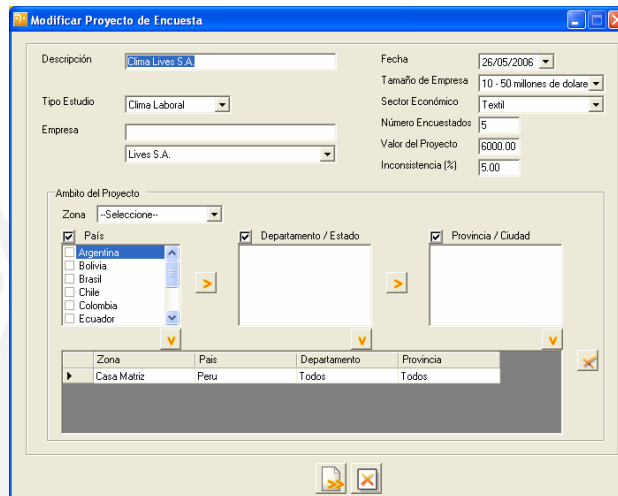 Modificar Proyecto de Encuesta
Descripción Clima Lives S.A. Fecha 26/05/2006
Tamaño de Empresa 10 - 50 millones de dolare
Tipo Estudio Clima Laboral Sector Económico Textil
Empresa Número Encuestados 5
Lives S.A. Valor del Proyecto 6000.00
Inconsistencia (%) 5.00
Ambito del Proyecto
Zona --Seleccione--
País Departamento / Estado Provincia / Ciudad
Argentina
Bolivia
Brasil
Chile
Colombia
Ecuador
Zona Pais Departamento Provincia
Casa Matriz Peru Todos Todos